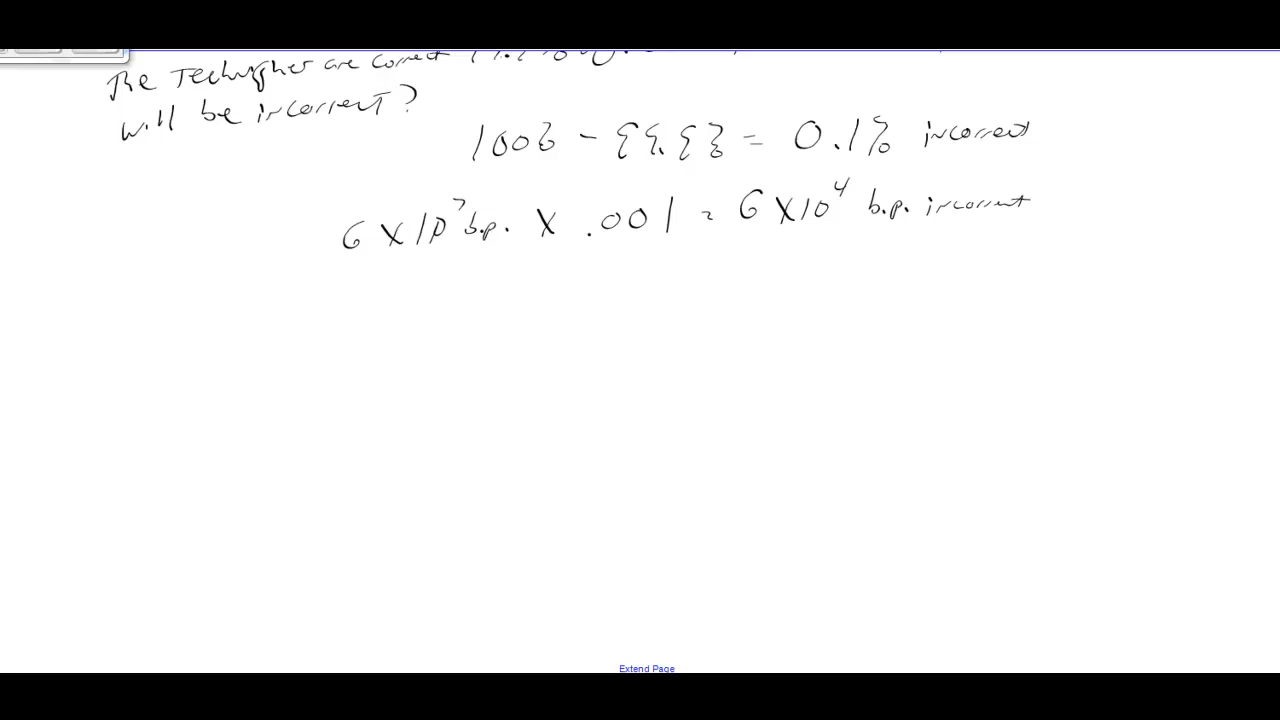 The Technigher are correct
will be incorrect?
100% - 99.9% = 0.1% incorrect
6 X 10⁷ b.p. X .001 = 6 X 10⁴ b.p. incorrect
Extend Page